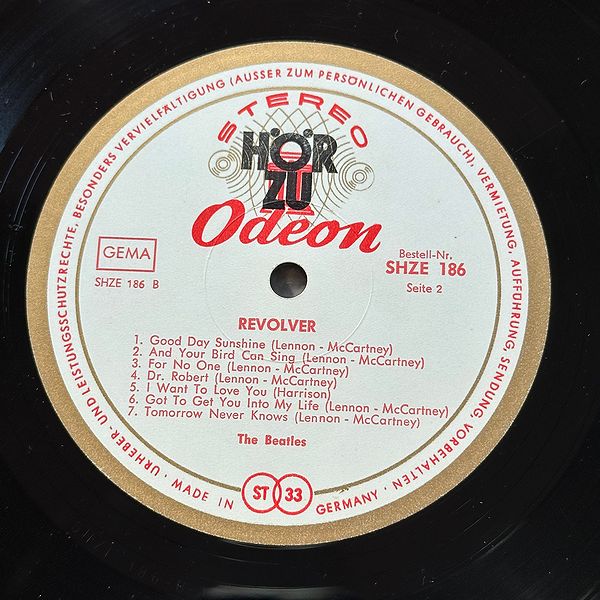 URHEBER- UND LEISTUNGSSCHUTZRECHTE, BESONDERS VERVIELFÄLTIGUNG (AUSSER ZUM PERSÖNLICHEN GEBRAUCH), VERMIETUNG, AUFFÜHRUNG, SENDUNG, VORBEHALTEN ·
STEREO
HÖR
ZU
Odeon
GEMA
SHZE 186 B
Bestell-Nr.
SHZE 186
Seite 2
REVOLVER
1. Good Day Sunshine (Lennon - McCartney)
2. And Your Bird Can Sing (Lennon - McCartney)
3. For No One (Lennon - McCartney)
4. Dr. Robert (Lennon - McCartney)
5. I Want To Love You (Harrison)
6. Got To Get You Into My Life (Lennon - McCartney)
7. Tomorrow Never Knows (Lennon - McCartney)
The Beatles
· MADE IN ST 33 GERMANY ·